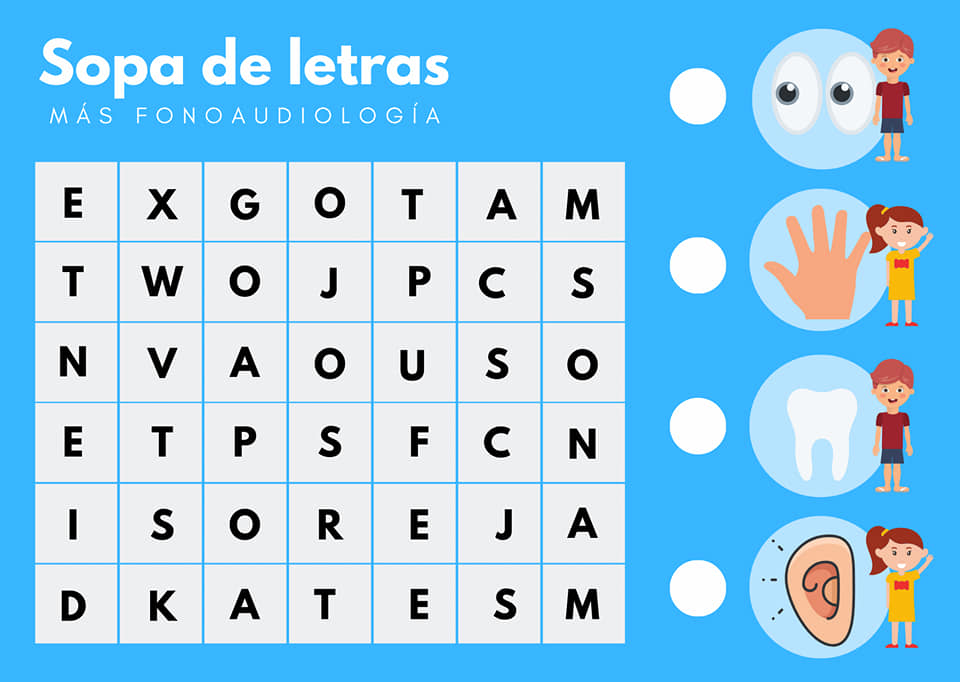 Sopa de letras
MÁS FONOAUDIOLOGÍA
E X G O T A M
T W O J P C S
N V A O U S O
E T P S F C N
I S O R E J A
D K A T E S M